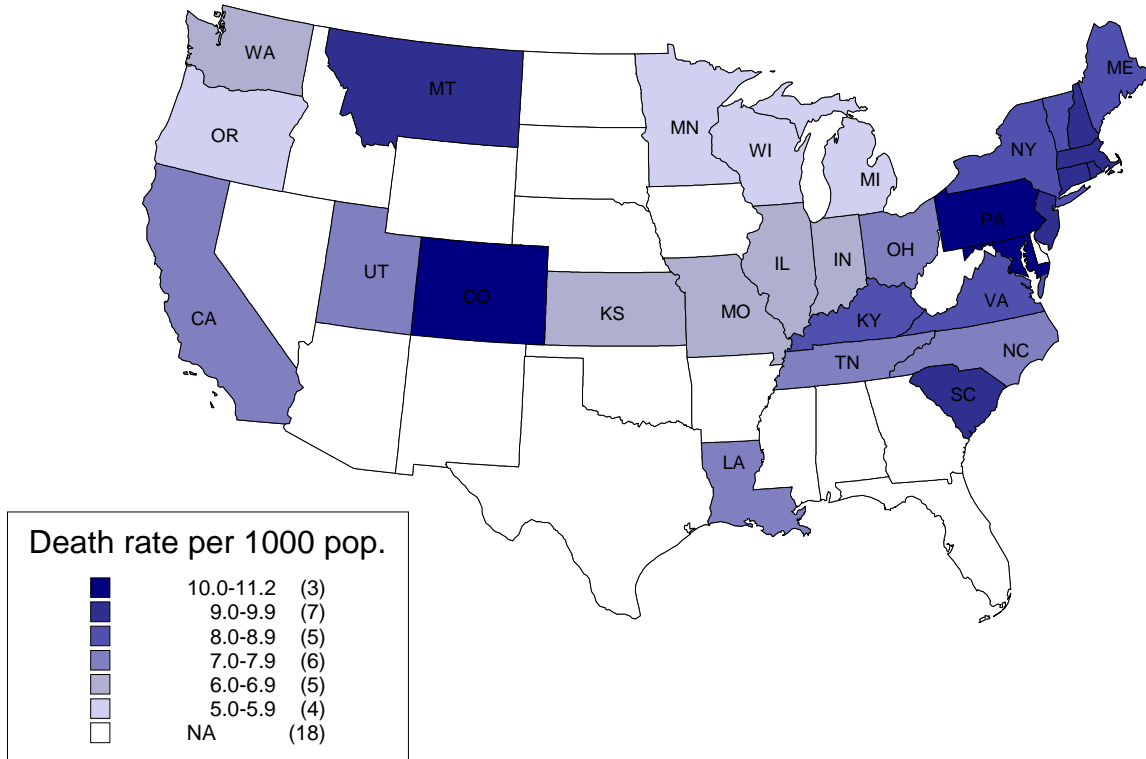 WA
MT
ME
OR
MN
NY
WI
MI
PA
OH
IL
IN
UT
CO
VA
CA
KS
MO
KY
NC
TN
SC
LA
Death rate per 1000 pop.
10.0-11.2 (3)
9.0-9.9 (7)
8.0-8.9 (5)
7.0-7.9 (6)
6.0-6.9 (5)
5.0-5.9 (4)
NA (18)